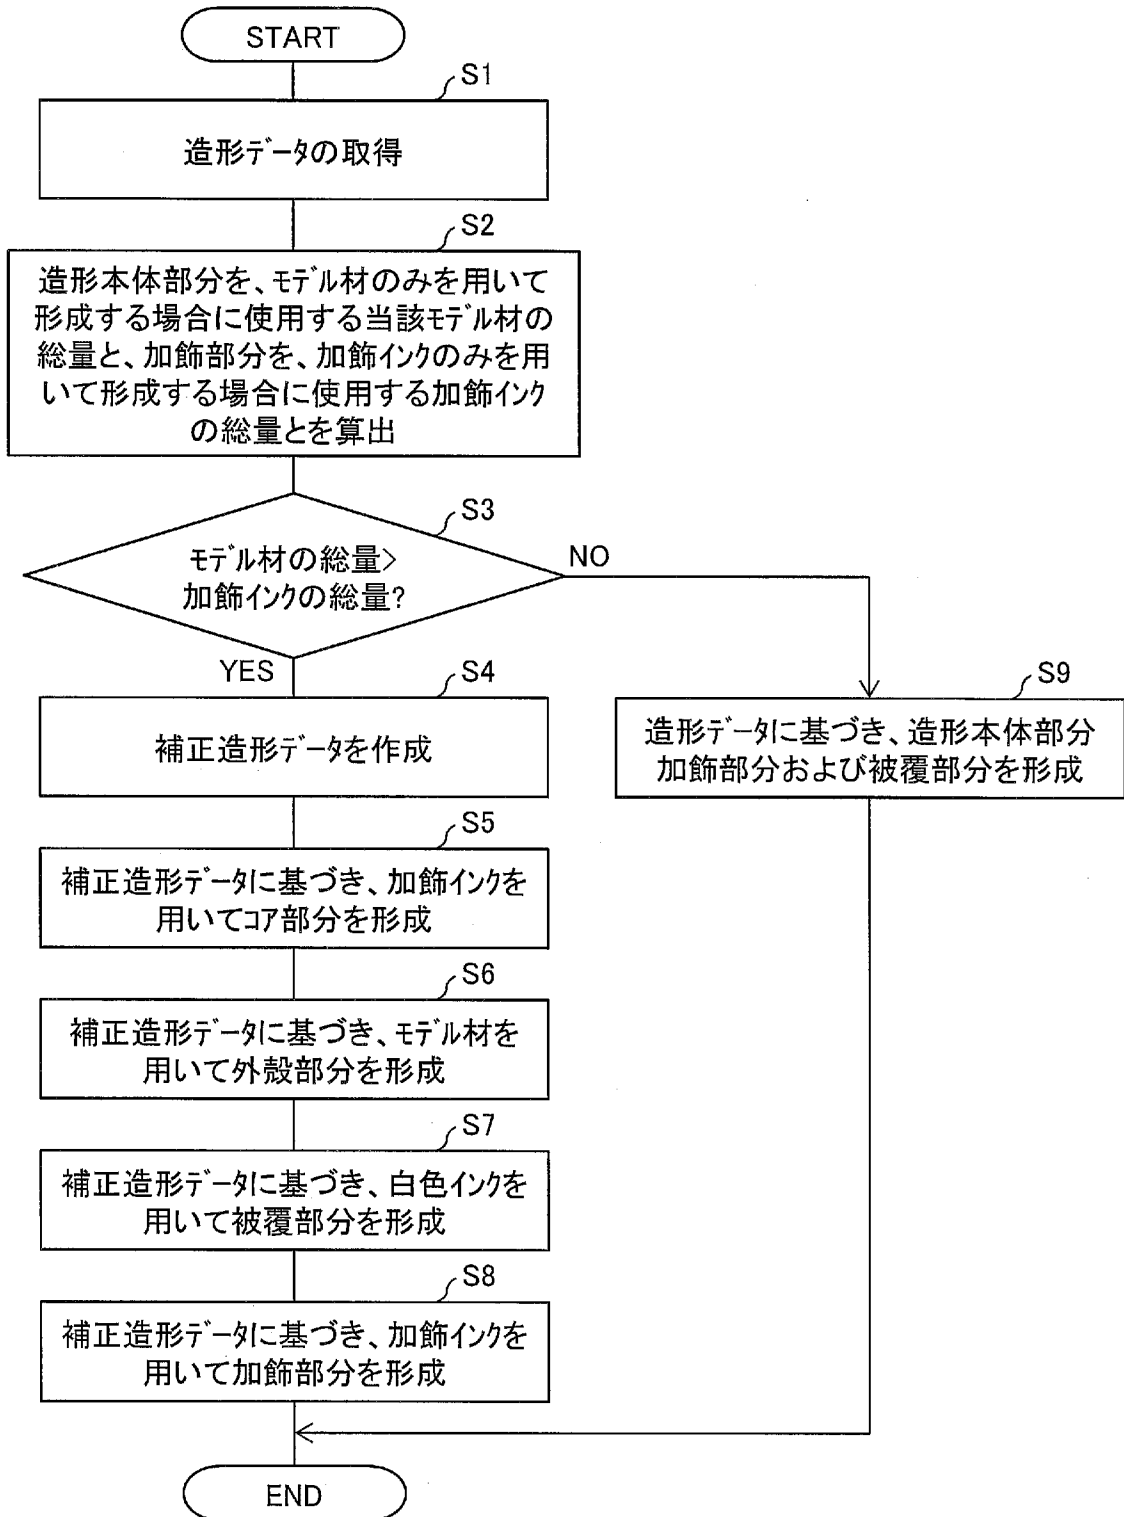 START
S1
造形データの取得
S2
造形本体部分を、モデル材のみを用いて
形成する場合に使用する当該モデル材の
総量と、加飾部分を、加飾インクのみを用
いて形成する場合に使用する加飾インク
の総量とを算出
S3
モデル材の総量>
加飾インクの総量?
NO
YES
S4
補正造形データを作成
S9
造形データに基づき、造形本体部分
加飾部分および被覆部分を形成
S5
補正造形データに基づき、加飾インクを
用いてコア部分を形成
S6
補正造形データに基づき、モデル材を
用いて外殻部分を形成
S7
補正造形データに基づき、白色インクを
用いて被覆部分を形成
S8
補正造形データに基づき、加飾インクを
用いて加飾部分を形成
END